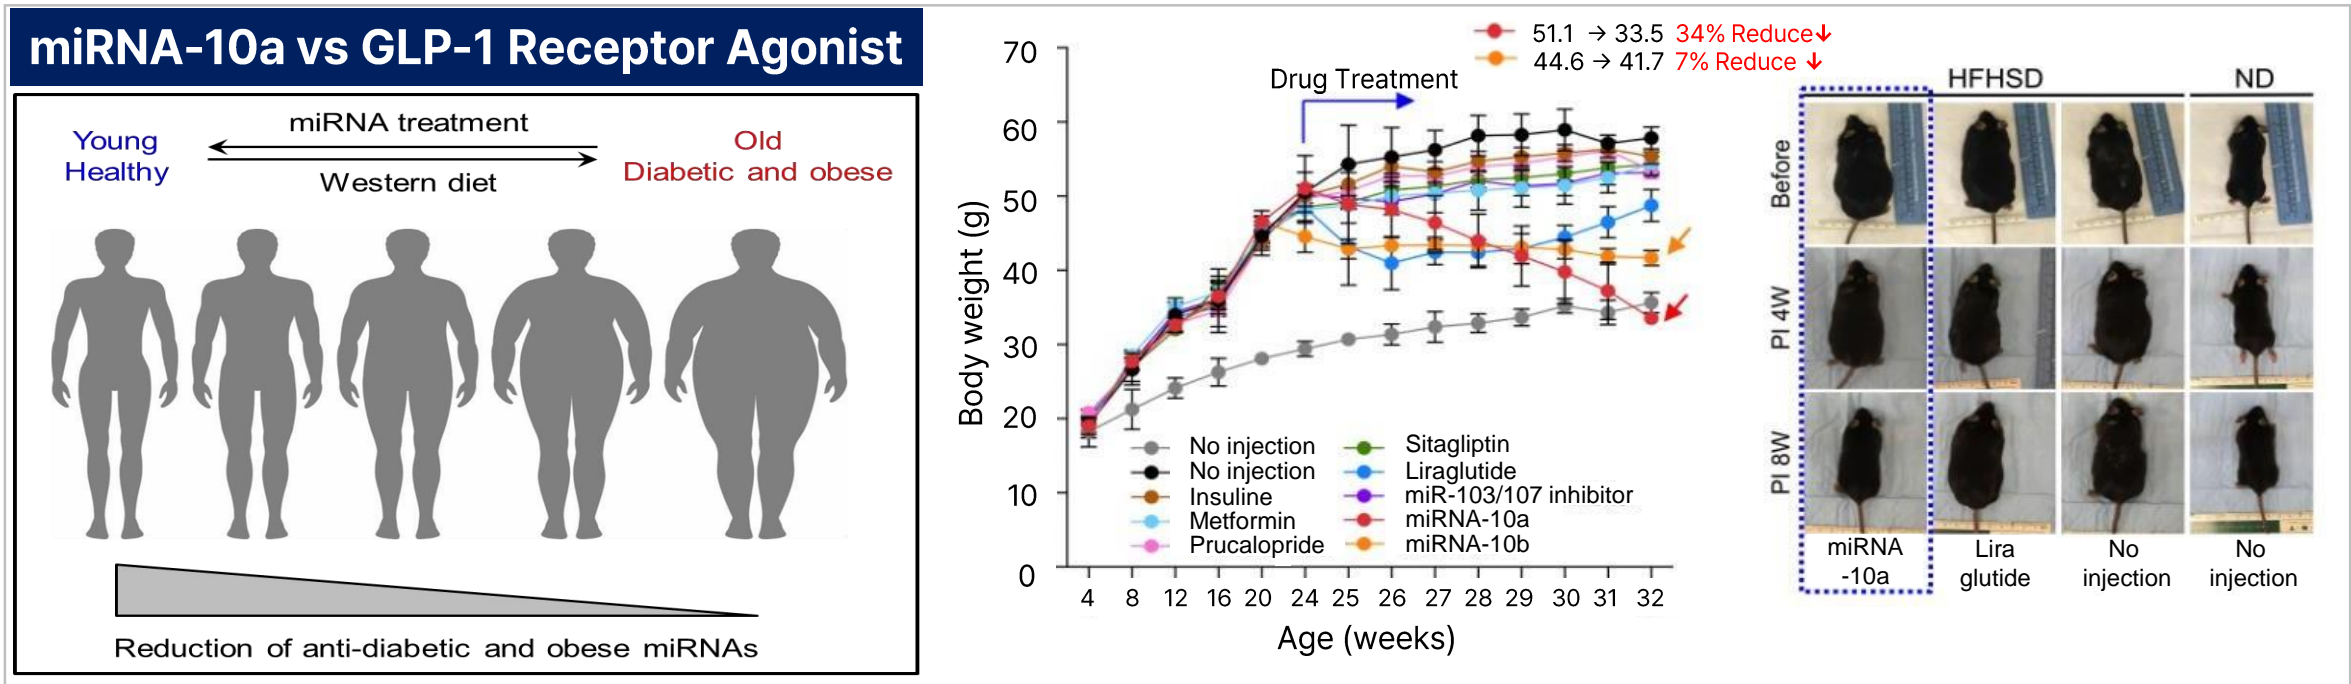 miRNA-10a vs GLP-1 Receptor Agonist
Young
Healthy
miRNA treatment
Western diet
Old
Diabetic and obese
Reduction of anti-diabetic and obese miRNAs
51.1 → 33.5 34% Reduce↓
44.6 → 41.7 7% Reduce ↓
Drug Treatment
Body weight (g)
70
60
50
40
30
20
10
0
No injection
No injection
Insuline
Metformin
Prucalopride
Sitagliptin
Liraglutide
miR-103/107 inhibitor
miRNA-10a
miRNA-10b
4 8 12 16 20 24 25 26 27 28 29 30 31 32
Age (weeks)
HFHSD ND
Before
PI 4W
PI 8W
miRNA
-10a
Lira
glutide
No
injection
No
injection